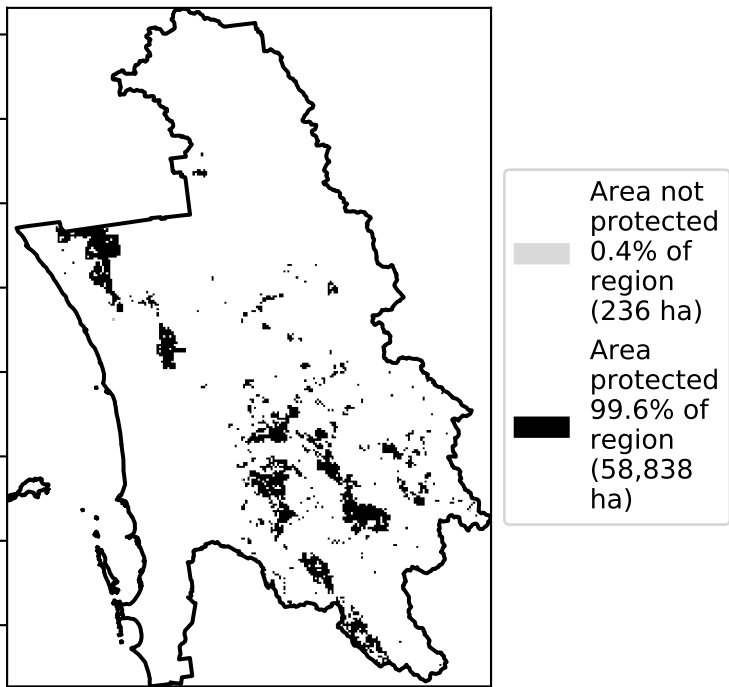 Area not
protected
0.4% of
region
(236 ha)
Area
protected
99.6% of
region
(58,838
ha)